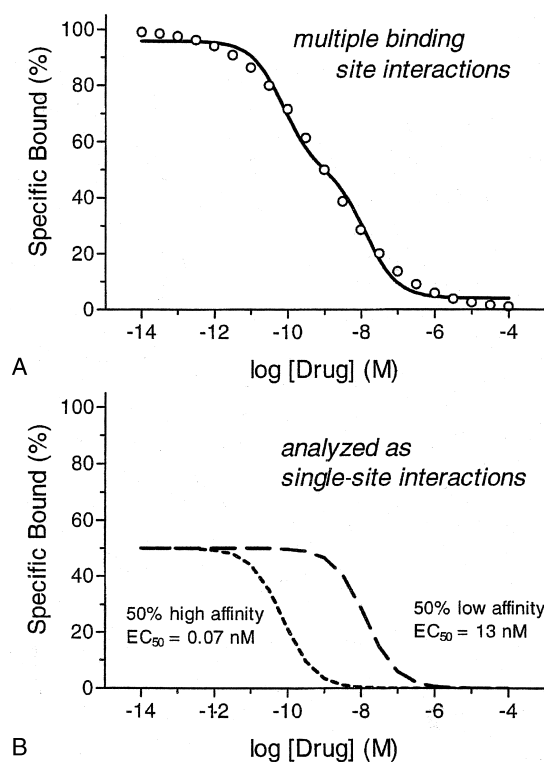 100
80
60
40
20
0
Specific Bound (%)
multiple binding
site interactions
-14 -12 -10 -8 -6 -4
log [Drug] (M)
A
100
80
60
40
20
0
Specific Bound (%)
analyzed as
single-site interactions
50% high affinity
EC50 = 0.07 nM
50% low affinity
EC50 = 13 nM
-14 -12 -10 -8 -6 -4
log [Drug] (M)
B